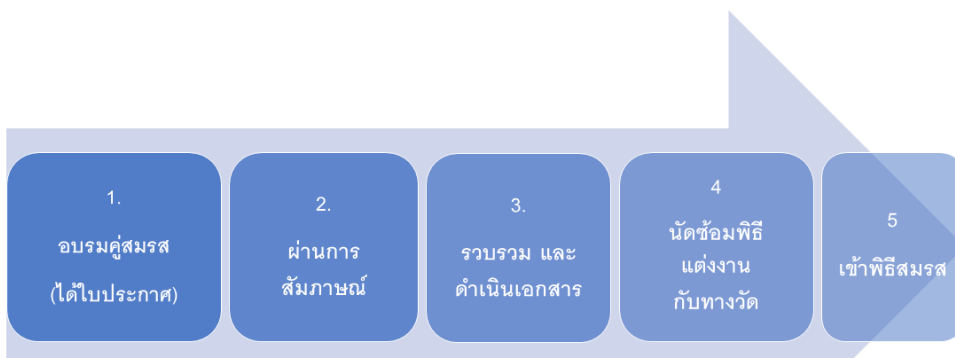 1.
อบรมคู่สมรส
(ได้ใบประกาศ)
2.
ผ่านการ
สัมภาษณ์
3.
รวบรวม และ
ดำเนินเอกสาร
4
นัดซ้อมพิธี
แต่งงาน
กับทางวัด
5
เข้าพิธีสมรส